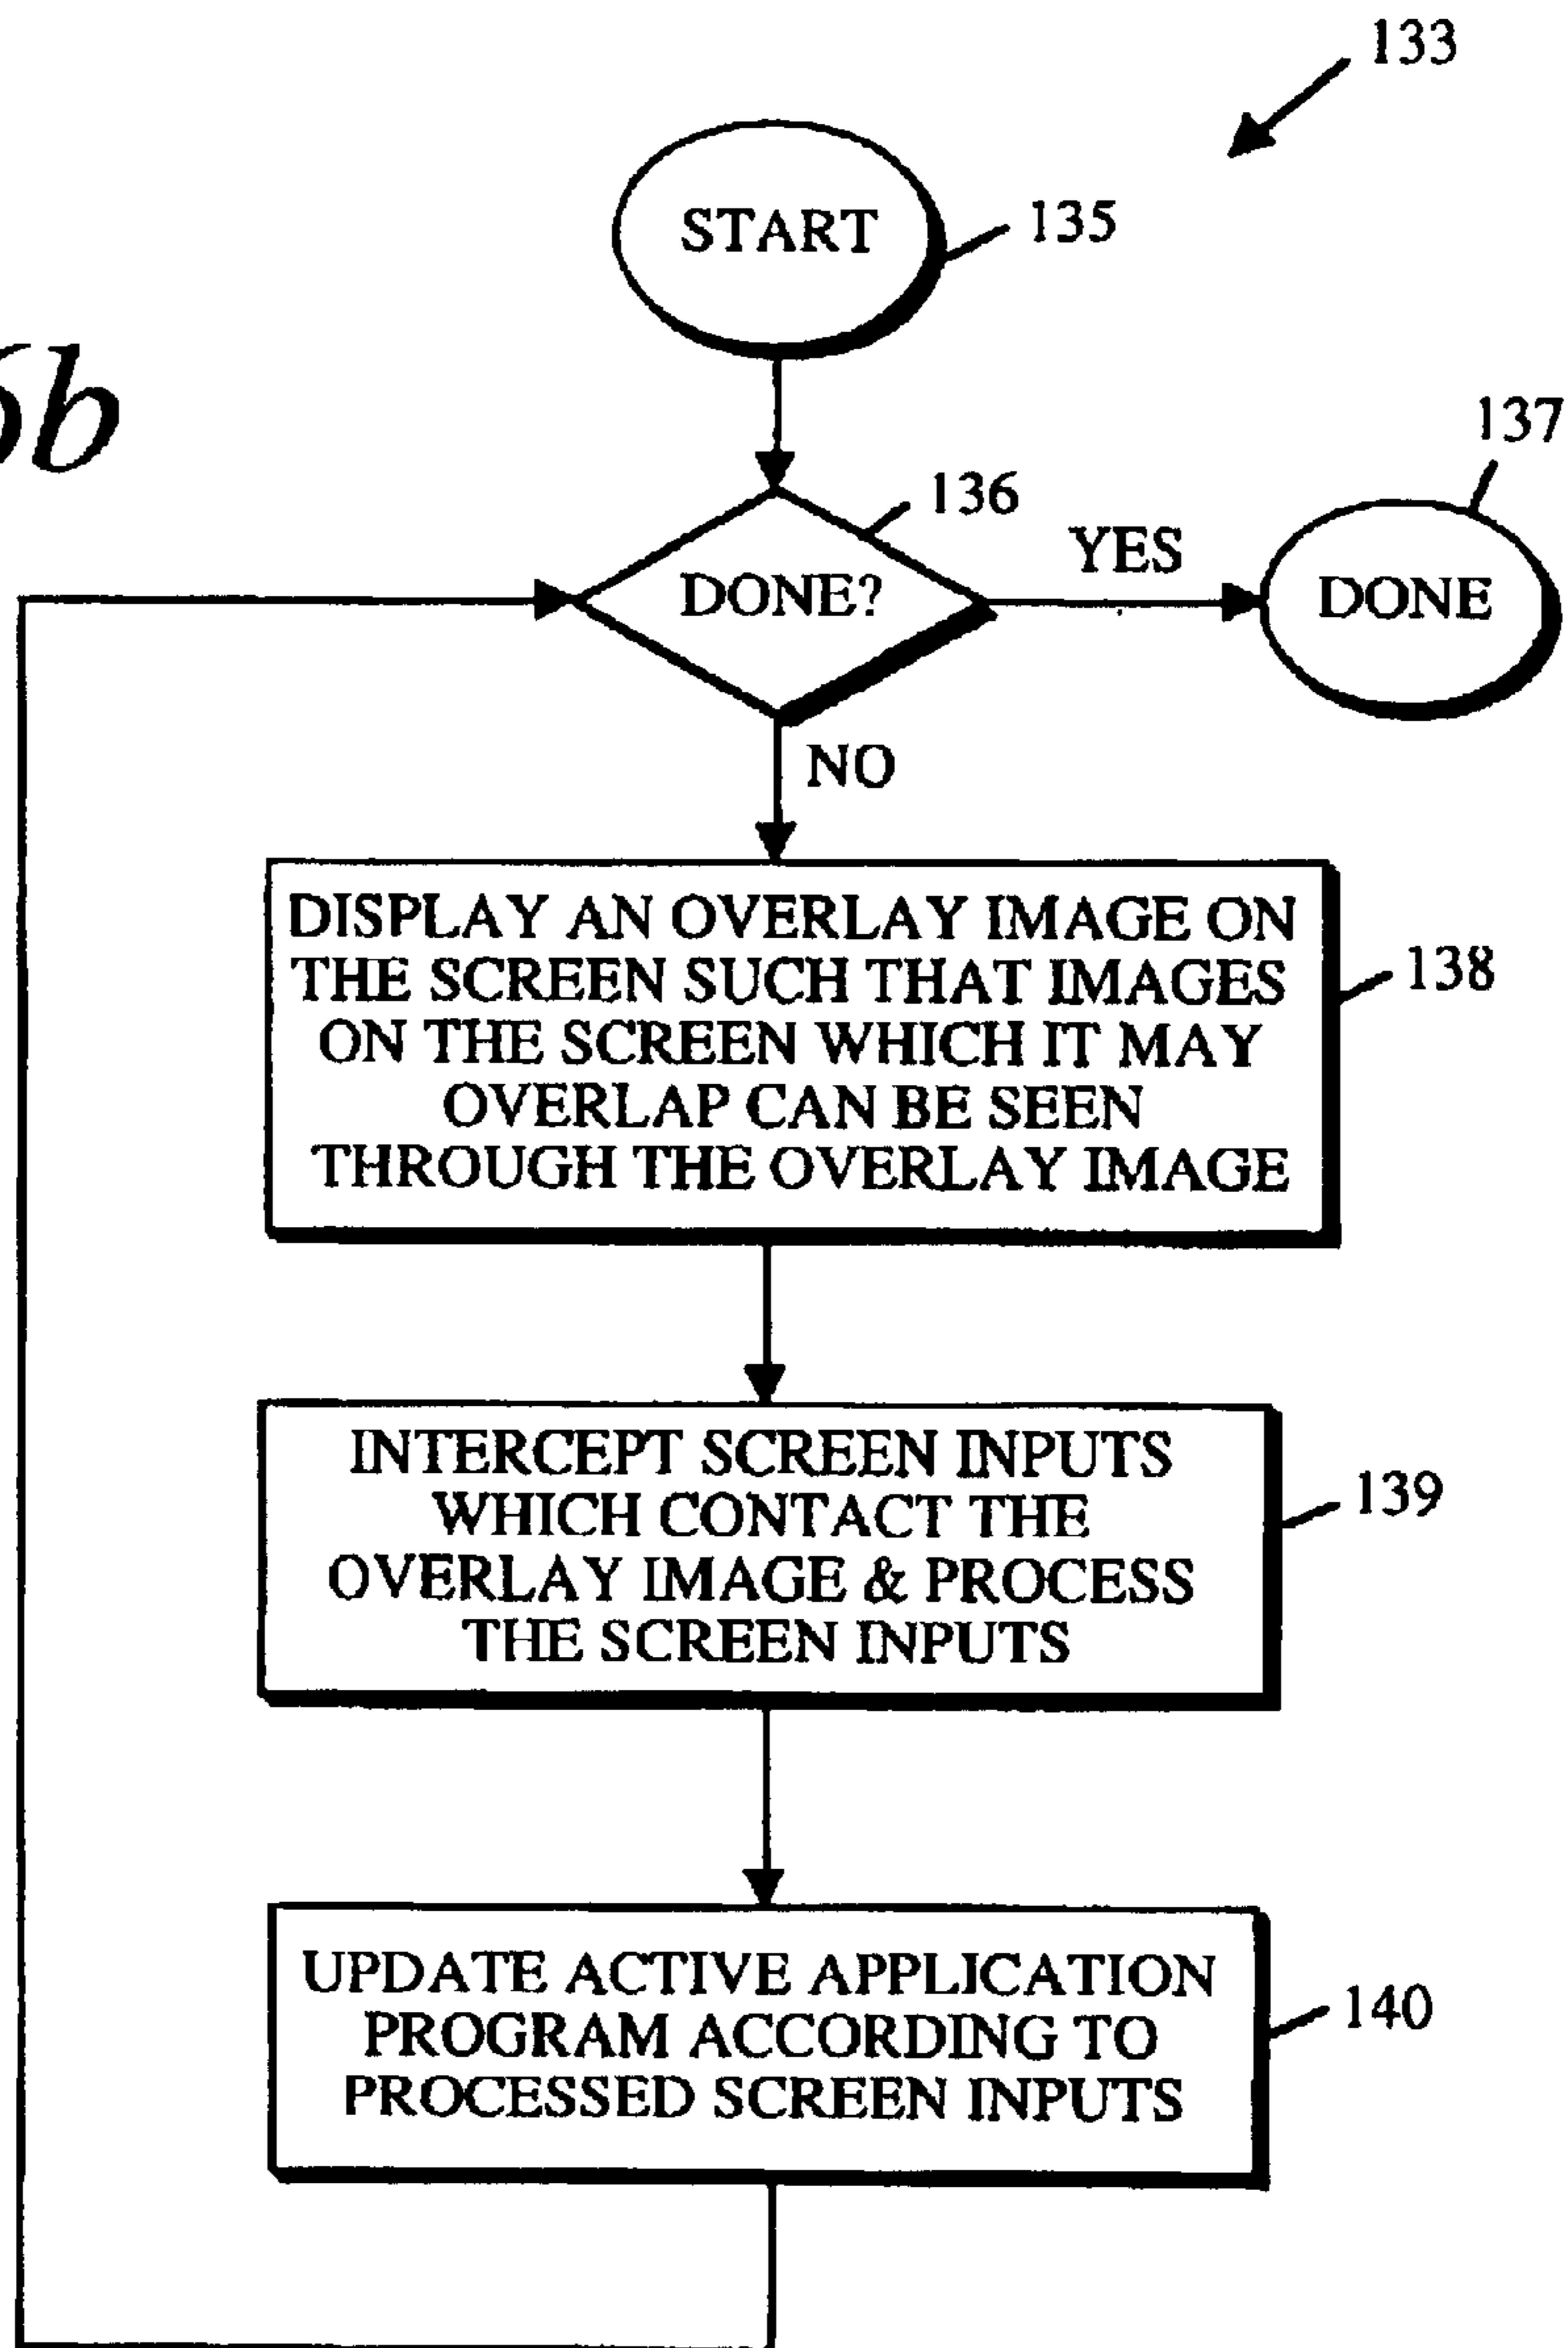 133
START
135
6b
136
137
DONE?
YES
DONE
NO
DISPLAY AN OVERLAY IMAGE ON
THE SCREEN SUCH THAT IMAGES
ON THE SCREEN WHICH IT MAY
OVERLAP CAN BE SEEN
THROUGH THE OVERLAY IMAGE
138
INTERCEPT SCREEN INPUTS
WHICH CONTACT THE
OVERLAY IMAGE & PROCESS
THE SCREEN INPUTS
139
UPDATE ACTIVE APPLICATION
PROGRAM ACCORDING TO
PROCESSED SCREEN INPUTS
140